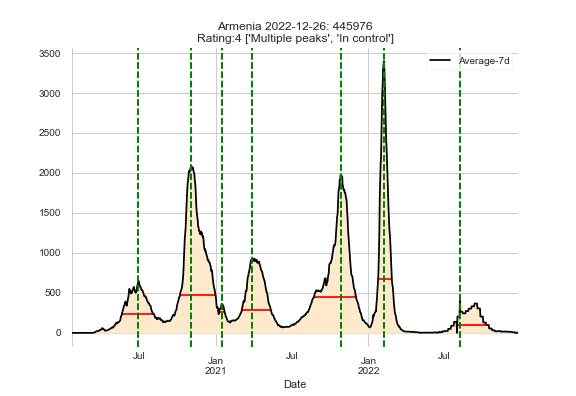 Armenia 2022-12-26: 445976
Rating:4 ['Multiple peaks', 'In control']
Average-7d
3500
3000
2500
2000
1500
1000
500
0
Jul
Jan
2021
Jul
Jan
2022
Jul
Date